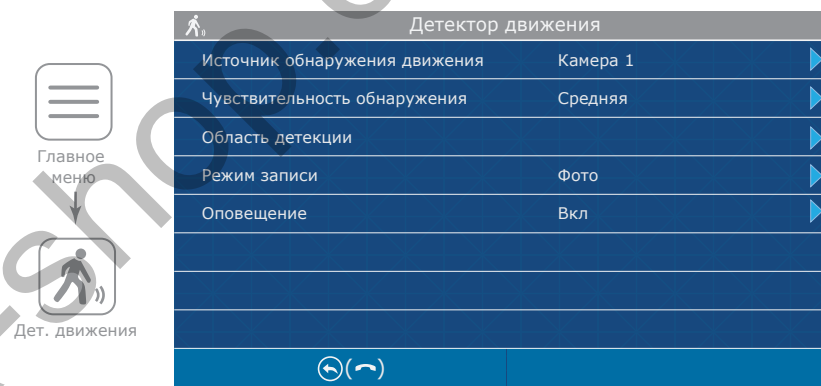 Детектор движения
Источник обнаружения движения Камера 1
Чувствительность обнаружения Средняя
Область детекции
Режим записи Фото
Оповещение Вкл
Главное
меню
Дет. движения